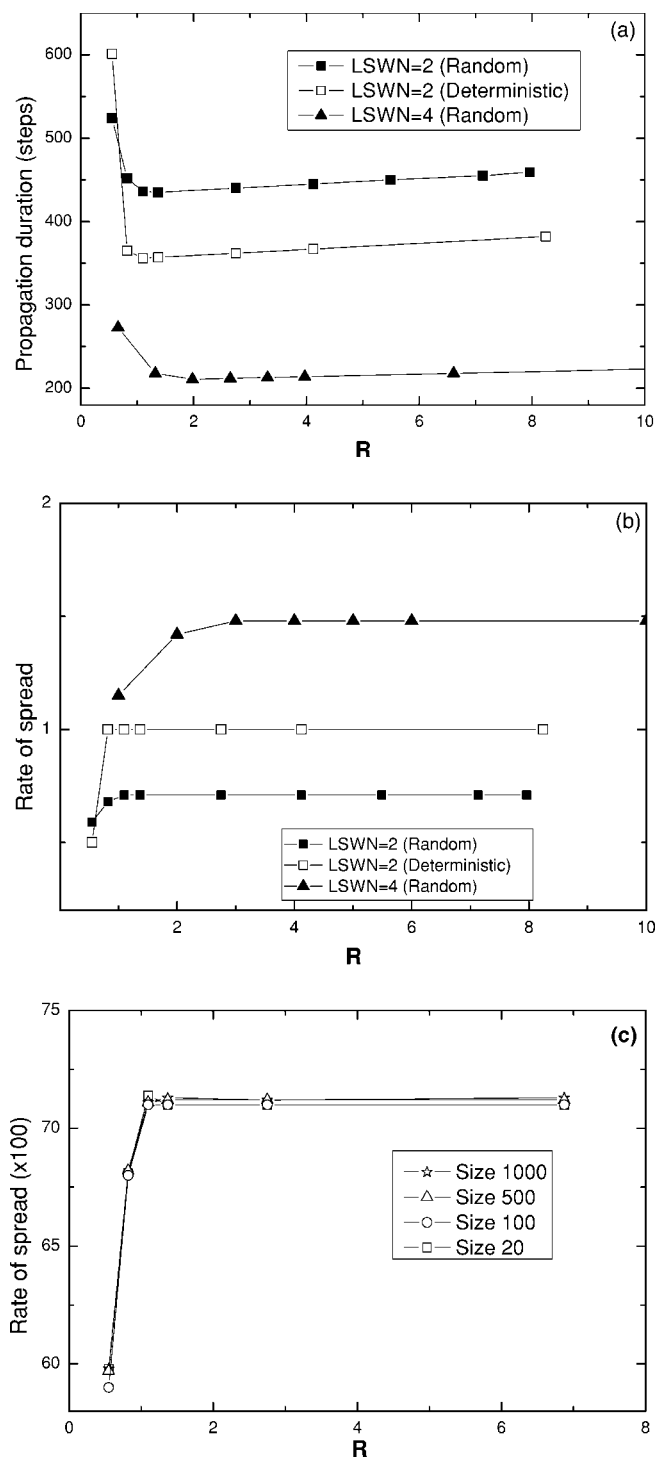 (a)
600
500
400
300
200
Propagation duration (steps)
LSWN=2 (Random)
LSWN=2 (Deterministic)
LSWN=4 (Random)
0 2 4 6 8 10
R
(b)
2
1
Rate of spread
LSWN=2 (Random)
LSWN=2 (Deterministic)
LSWN=4 (Random)
2 4 6 8 10
R
(c)
75
70
65
60
Rate of spread (x100)
Size 1000
Size 500
Size 100
Size 20
0 2 4 6 8
R